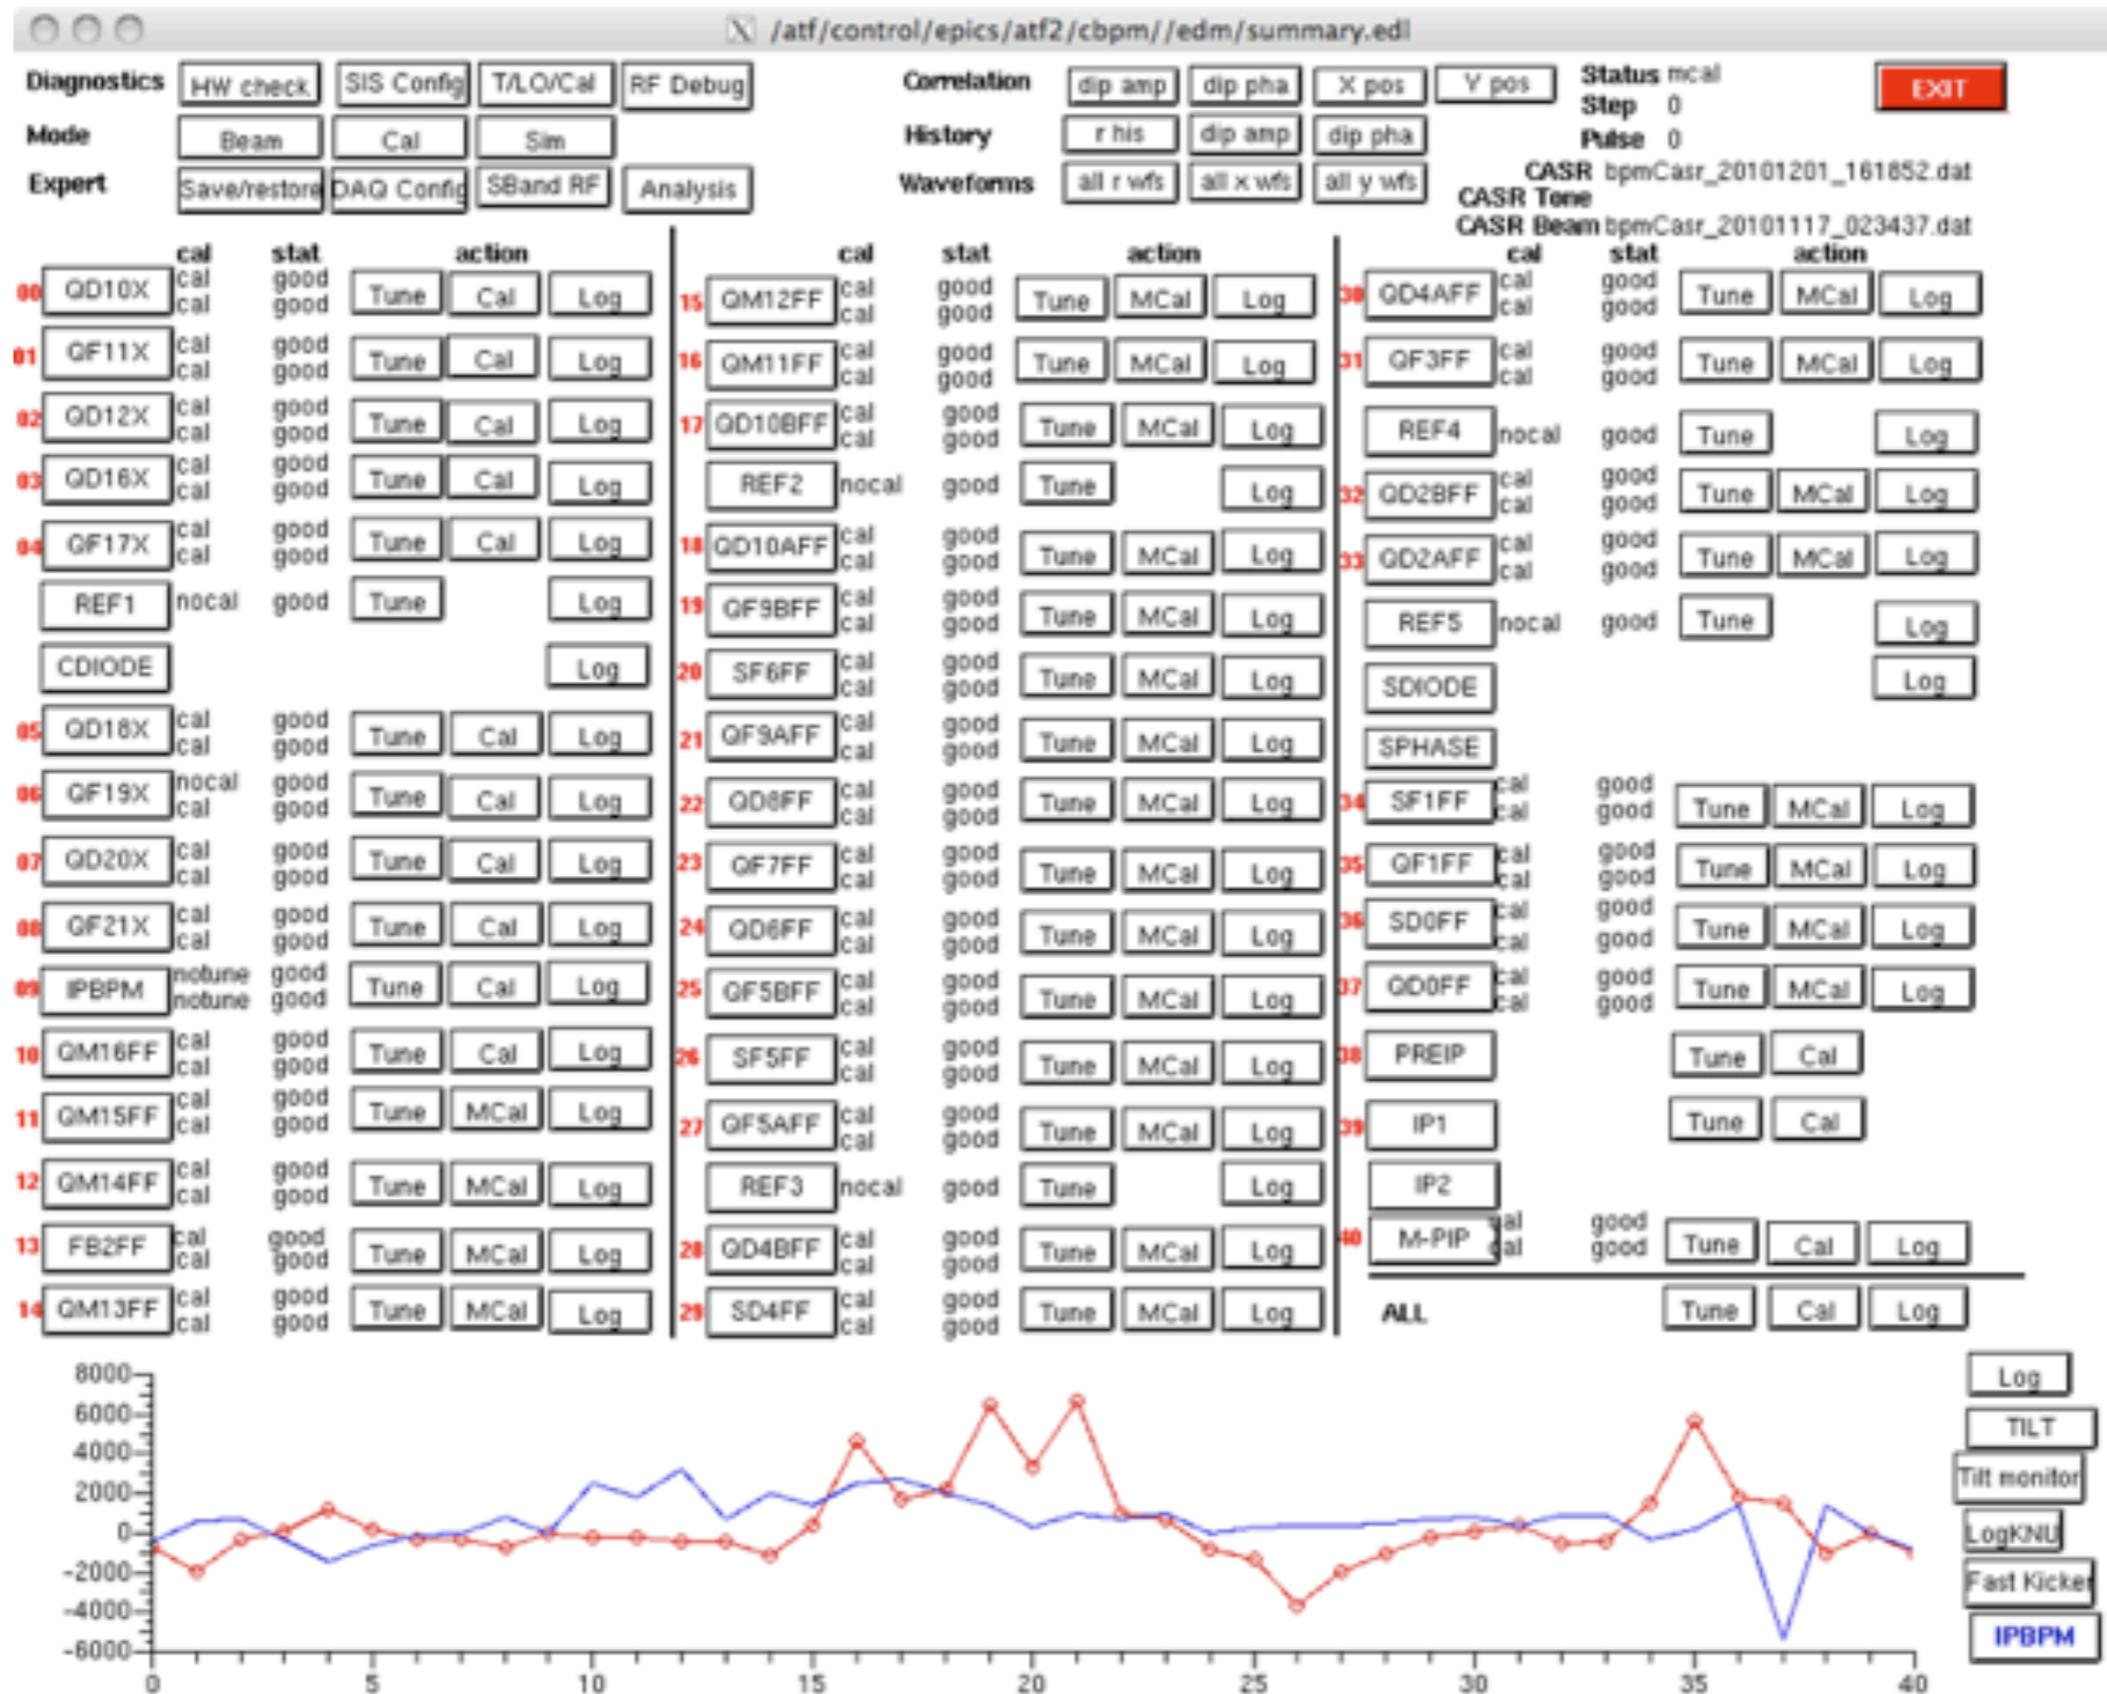 /atf/control/epics/atf2/cbpm//edm/summary.edl
Diagnostics HW check SIS Config T/LO/Cal RF Debug Correlation dip amp dip pha X pos Y pos Status mcal EXIT
Step 0
Mode Beam Cal Sim History r his dip amp dip pha Pulse 0
Expert Save/restore DAQ Config SBand RF Analysis Waveforms all r wfs all x wfs all y wfs
CASR bpmCasr_20101201_161852.dat
CASR Tone
CASR Beam bpmCasr_20101117_023437.dat
cal stat action
00 QD10X cal good Tune Cal Log
cal good
01 QF11X cal good Tune Cal Log
cal good
02 QD12X cal good Tune Cal Log
cal good
03 QD16X cal good Tune Cal Log
cal good
04 QF17X cal good Tune Cal Log
cal good
REF1 nocal good Tune Log
CDIODE Log
05 QD18X cal good Tune Cal Log
cal good
06 QF19X nocal good Tune Cal Log
cal good
07 QD20X cal good Tune Cal Log
cal good
08 QF21X cal good Tune Cal Log
cal good
09 IPBPM notune good Tune Cal Log
notune good
10 QM16FF cal good Tune Cal Log
cal good
11 QM15FF cal good Tune MCal Log
cal good
12 QM14FF cal good Tune MCal Log
cal good
13 FB2FF cal good Tune MCal Log
cal good
14 QM13FF cal good Tune MCal Log
cal good
cal stat action
15 QM12FF cal good Tune MCal Log
cal good
16 QM11FF cal good Tune MCal Log
cal good
17 QD10BFF cal good Tune MCal Log
cal good
REF2 nocal good Tune Log
18 QD10AFF cal good Tune MCal Log
cal good
19 QF9BFF cal good Tune MCal Log
cal good
20 SF6FF cal good Tune MCal Log
cal good
21 QF9AFF cal good Tune MCal Log
cal good
22 QD8FF cal good Tune MCal Log
cal good
23 QF7FF cal good Tune MCal Log
cal good
24 QD6FF cal good Tune MCal Log
cal good
25 QF5BFF cal good Tune MCal Log
cal good
26 SF5FF cal good Tune MCal Log
cal good
27 QF5AFF cal good Tune MCal Log
cal good
REF3 nocal good Tune Log
28 QD4BFF cal good Tune MCal Log
cal good
29 SD4FF cal good Tune MCal Log
cal good
cal stat action
30 QD4AFF cal good Tune MCal Log
cal good
31 QF3FF cal good Tune MCal Log
cal good
REF4 nocal good Tune Log
32 QD2BFF cal good Tune MCal Log
cal good
33 QD2AFF cal good Tune MCal Log
cal good
REF5 nocal good Tune Log
SDIODE Log
SPHASE
34 SF1FF cal good Tune MCal Log
cal good
35 QF1FF cal good Tune MCal Log
cal good
36 SD0FF cal good Tune MCal Log
cal good
37 QD0FF cal good Tune MCal Log
cal good
38 PREIP Tune Cal
39 IP1 Tune Cal
IP2
40 M-PIP cal good Tune Cal Log
cal good
ALL Tune Cal Log
8000
6000
4000
2000
0
-2000
-4000
-6000
0 5 10 15 20 25 30 35 40
Log
TILT
Tilt monitor
LogKNU
Fast Kicker
IPBPM